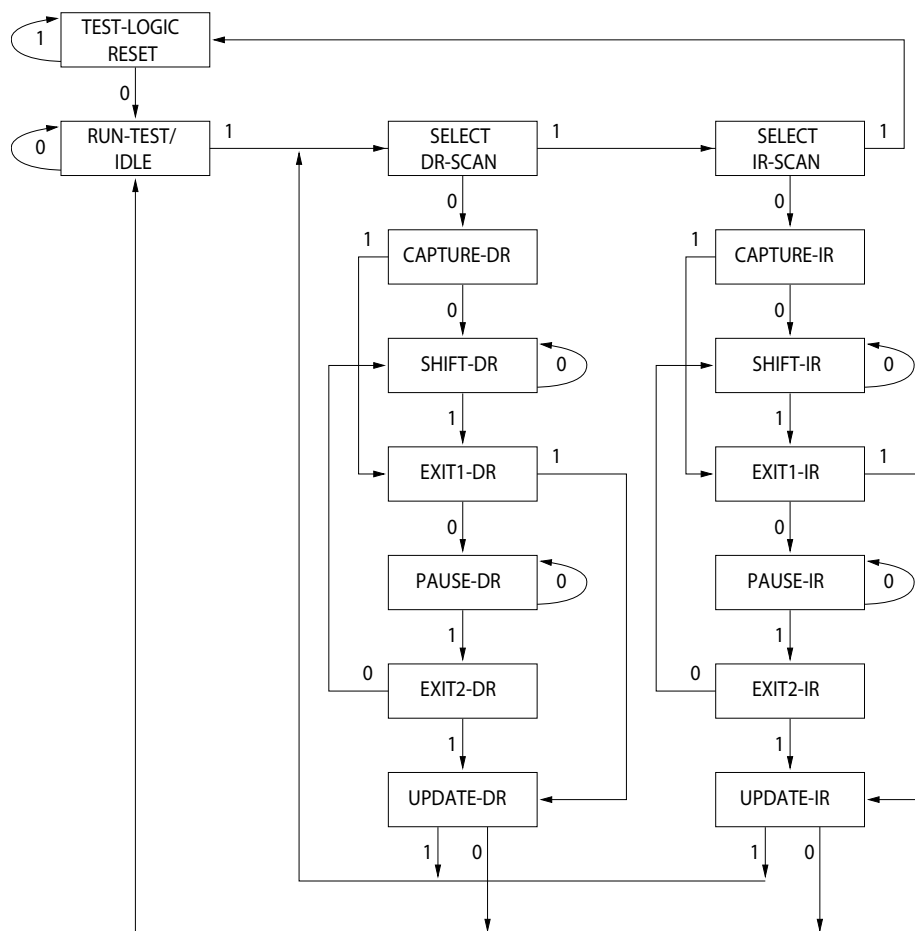 TEST-LOGIC
RESET
1
0
RUN-TEST/
IDLE
0
1
SELECT
DR-SCAN
1
SELECT
IR-SCAN
1
0
0
1
CAPTURE-DR
1
CAPTURE-IR
0
0
SHIFT-DR
0
SHIFT-IR
0
1
1
EXIT1-DR
1
EXIT1-IR
1
0
0
PAUSE-DR
0
PAUSE-IR
0
1
1
0
EXIT2-DR
0
EXIT2-IR
1
1
UPDATE-DR
UPDATE-IR
1
0
1
0